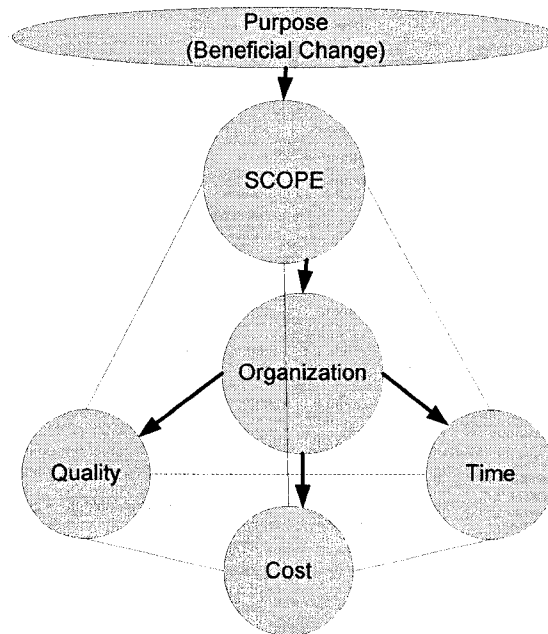 Purpose
(Beneficial Change)
SCOPE
Organization
Quality
Time
Cost